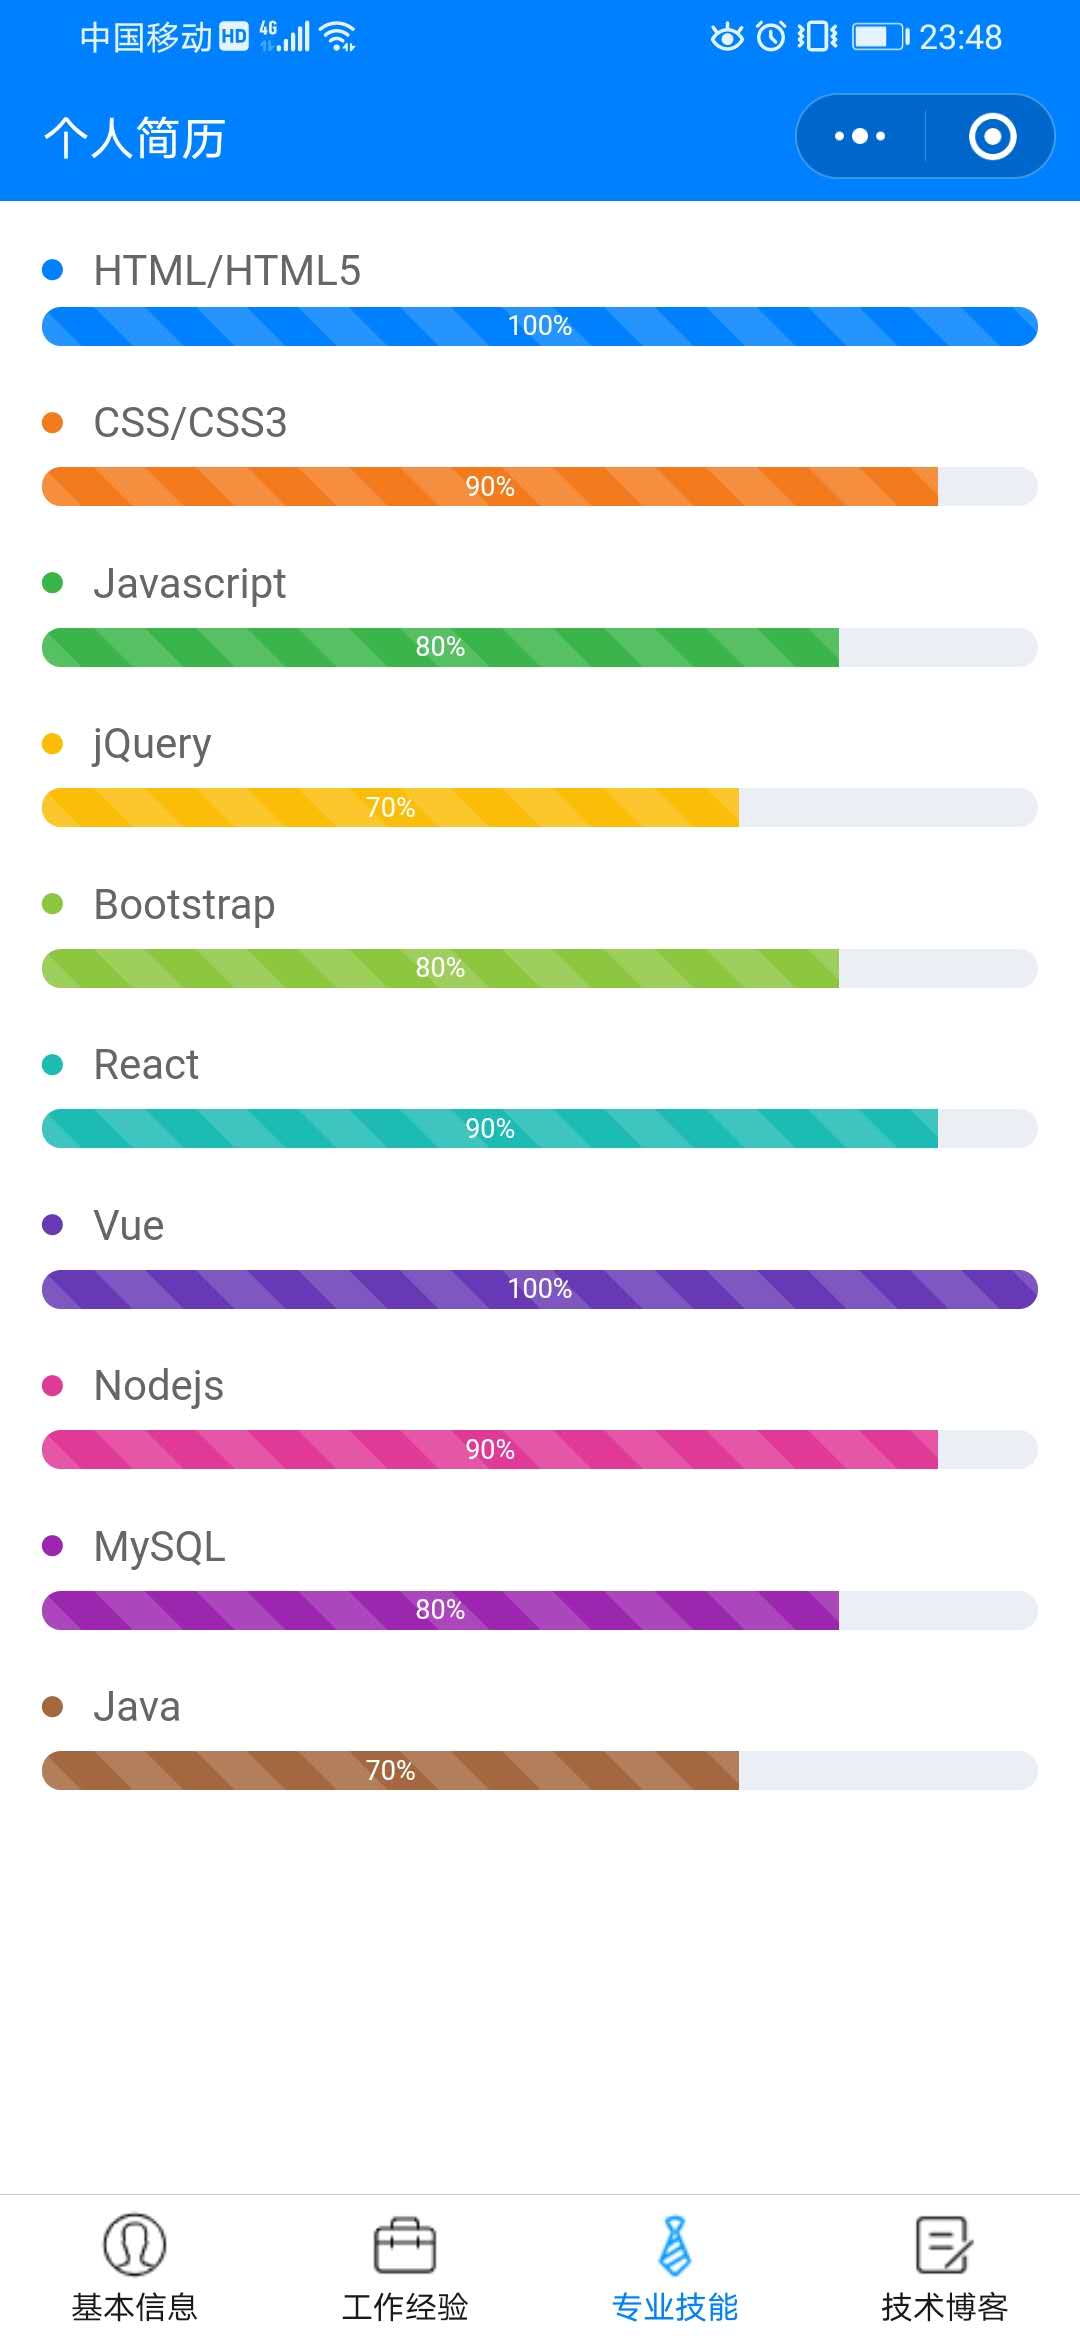 中国移动 HD 4G 23:48
个人简历
HTML/HTML5
100%
CSS/CSS3
90%
Javascript
80%
jQuery
70%
Bootstrap
80%
React
90%
Vue
100%
Nodejs
90%
MySQL
80%
Java
70%
基本信息 工作经验 专业技能 技术博客